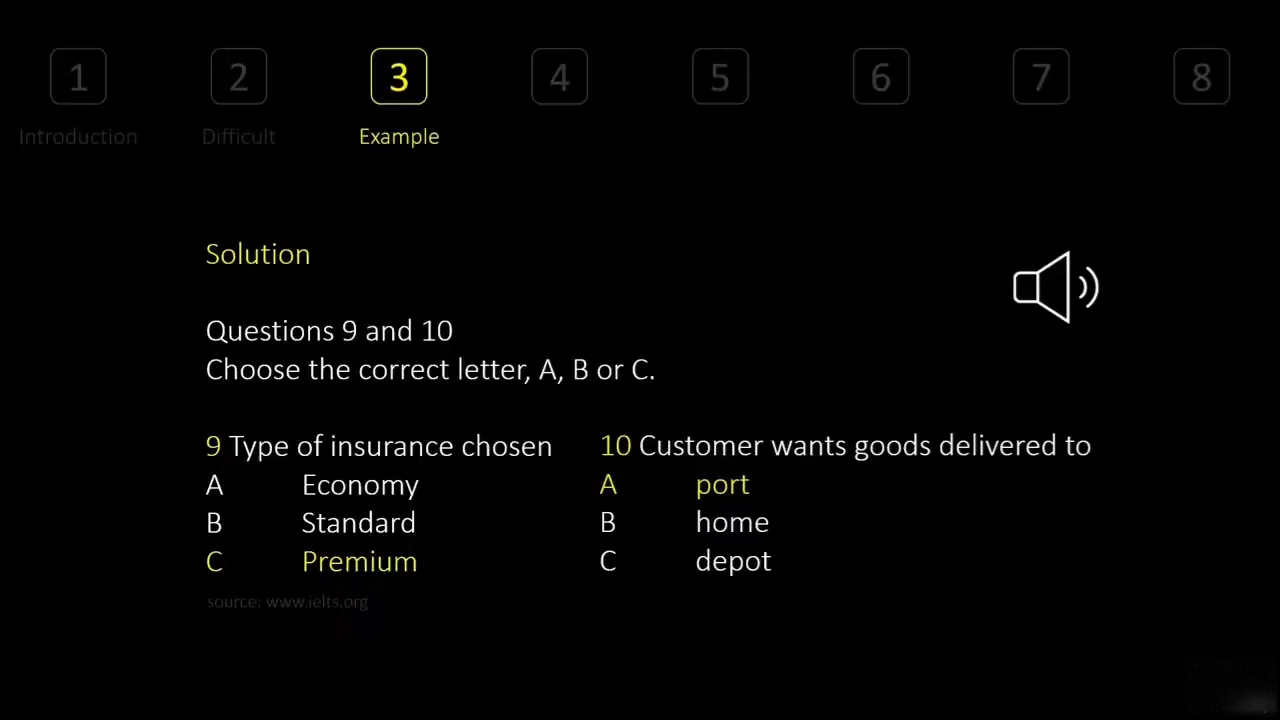 1 2 3 4 5 6 7 8
Introduction Difficult Example
Solution
Questions 9 and 10
Choose the correct letter, A, B or C.
9 Type of insurance chosen
A Economy
B Standard
C Premium
10 Customer wants goods delivered to
A port
B home
C depot
source: www.ielts.org